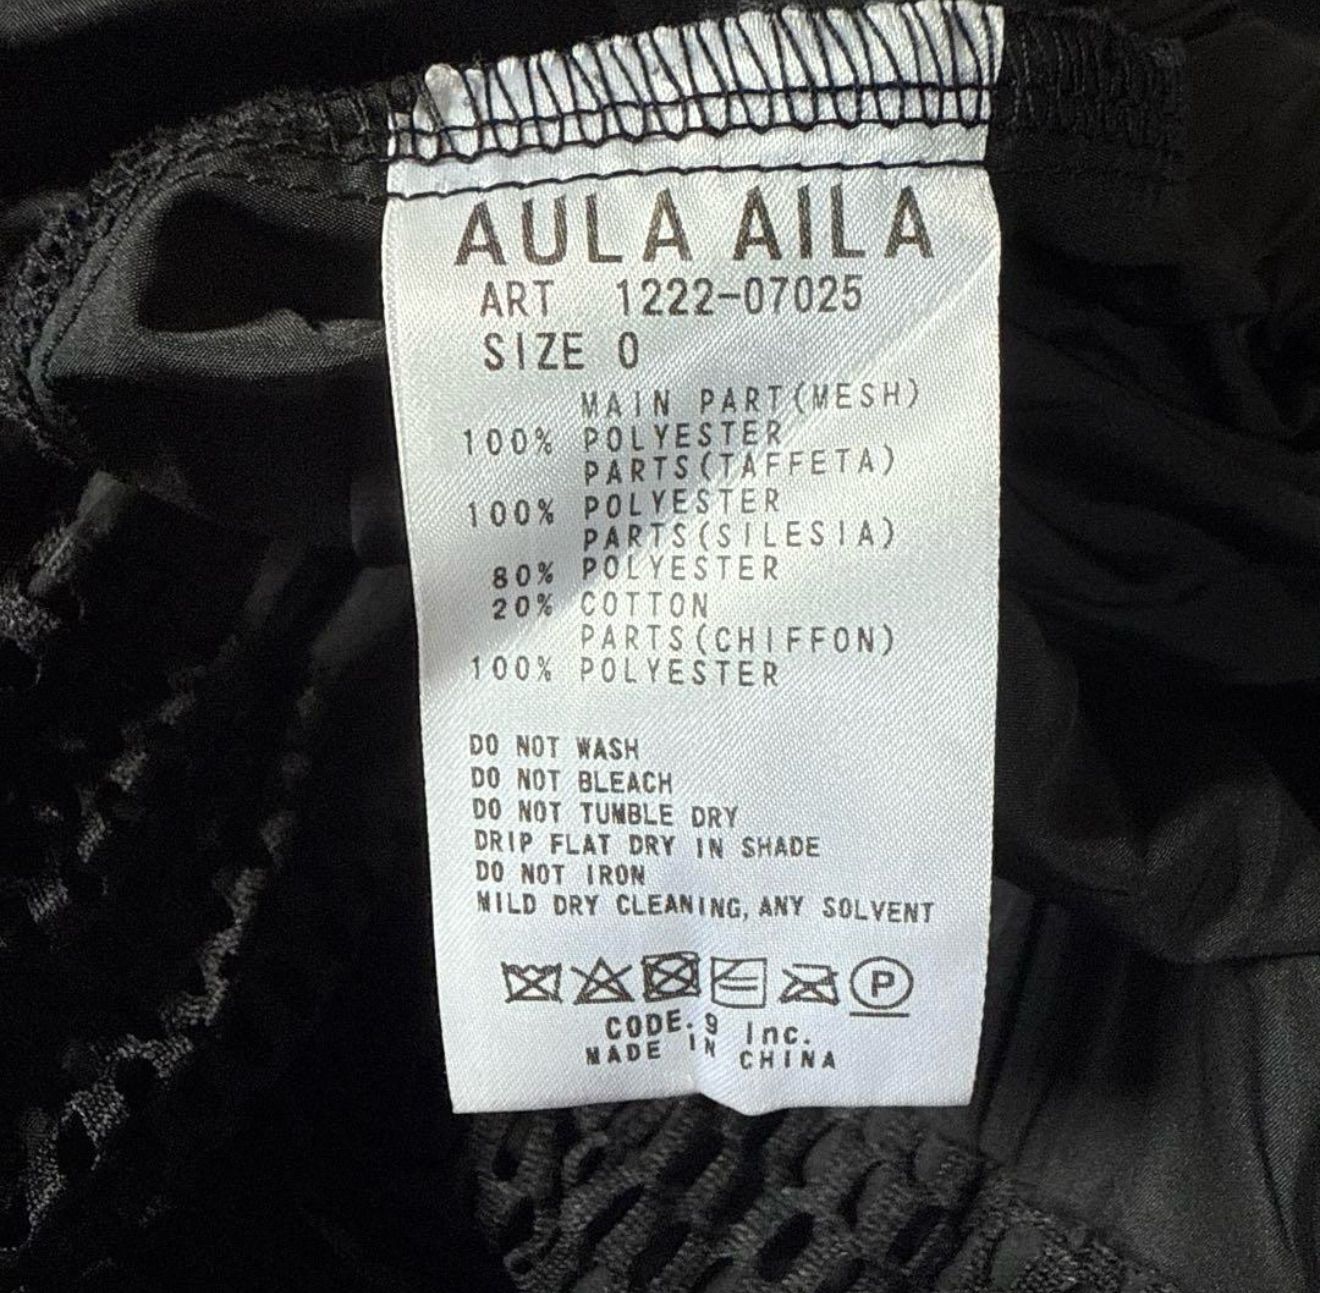 AULA AILA
ART 1222-07025
SIZE 0
MAIN PART(MESH)
100% POLYESTER
PARTS(TAFFETA)
100% POLYESTER
PARTS(SILESIA)
80% POLYESTER
20% COTTON
PARTS(CHIFFON)
100% POLYESTER
DO NOT WASH
DO NOT BLEACH
DO NOT TUMBLE DRY
DRIP FLAT DRY IN SHADE
DO NOT IRON
MILD DRY CLEANING, ANY SOLVENT
P
CODE.9 Inc.
MADE IN CHINA